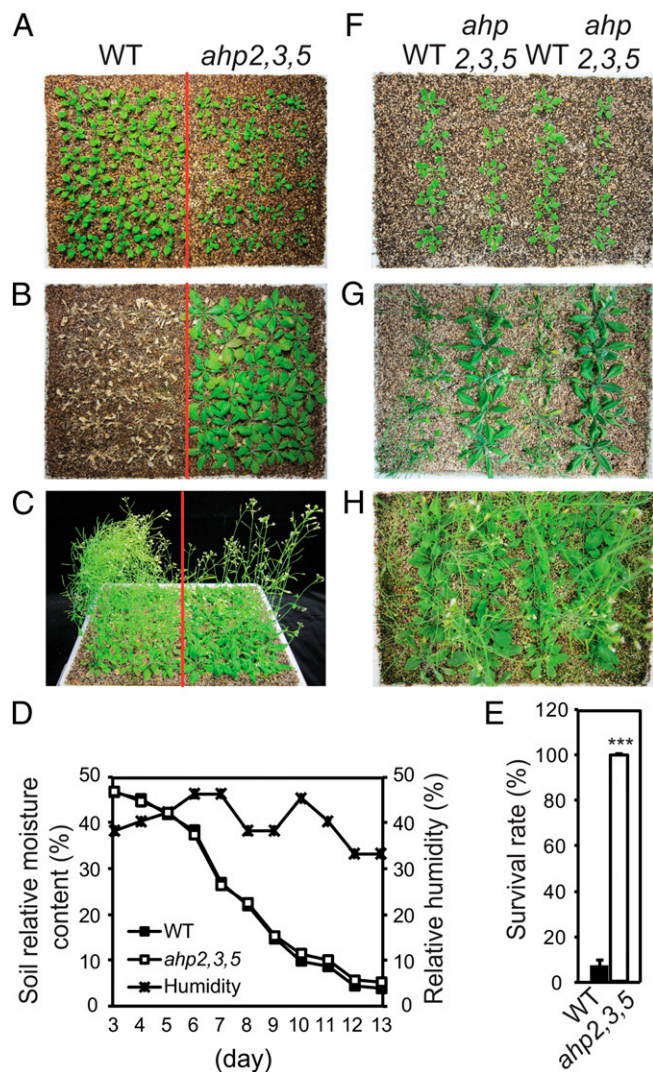 A
WT
ahp2,3,5
B
C
F
WT
ahp
2,3,5
WT
ahp
2,3,5
G
H
D
Soil relative moisture
content (%)
50
40
30
20
10
0
WT
ahp2,3,5
Humidity
3 4 5 6 7 8 9 10 11 12 13
(day)
50
40
30
20
10
0
Relative humidity (%)
E
Survival rate (%)
120
100
80
60
40
20
0
***
WT
ahp2,3,5